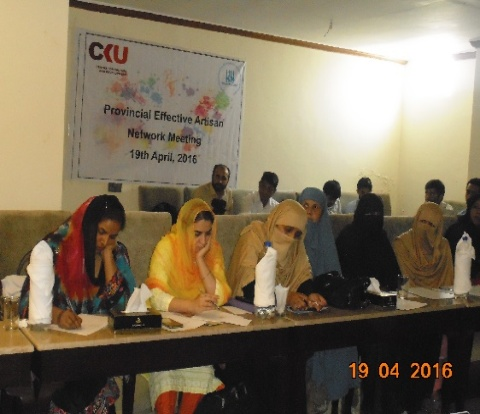 CKU
Provincial Effective Artisan
Network Meeting
19th April, 2016
19 04 2016